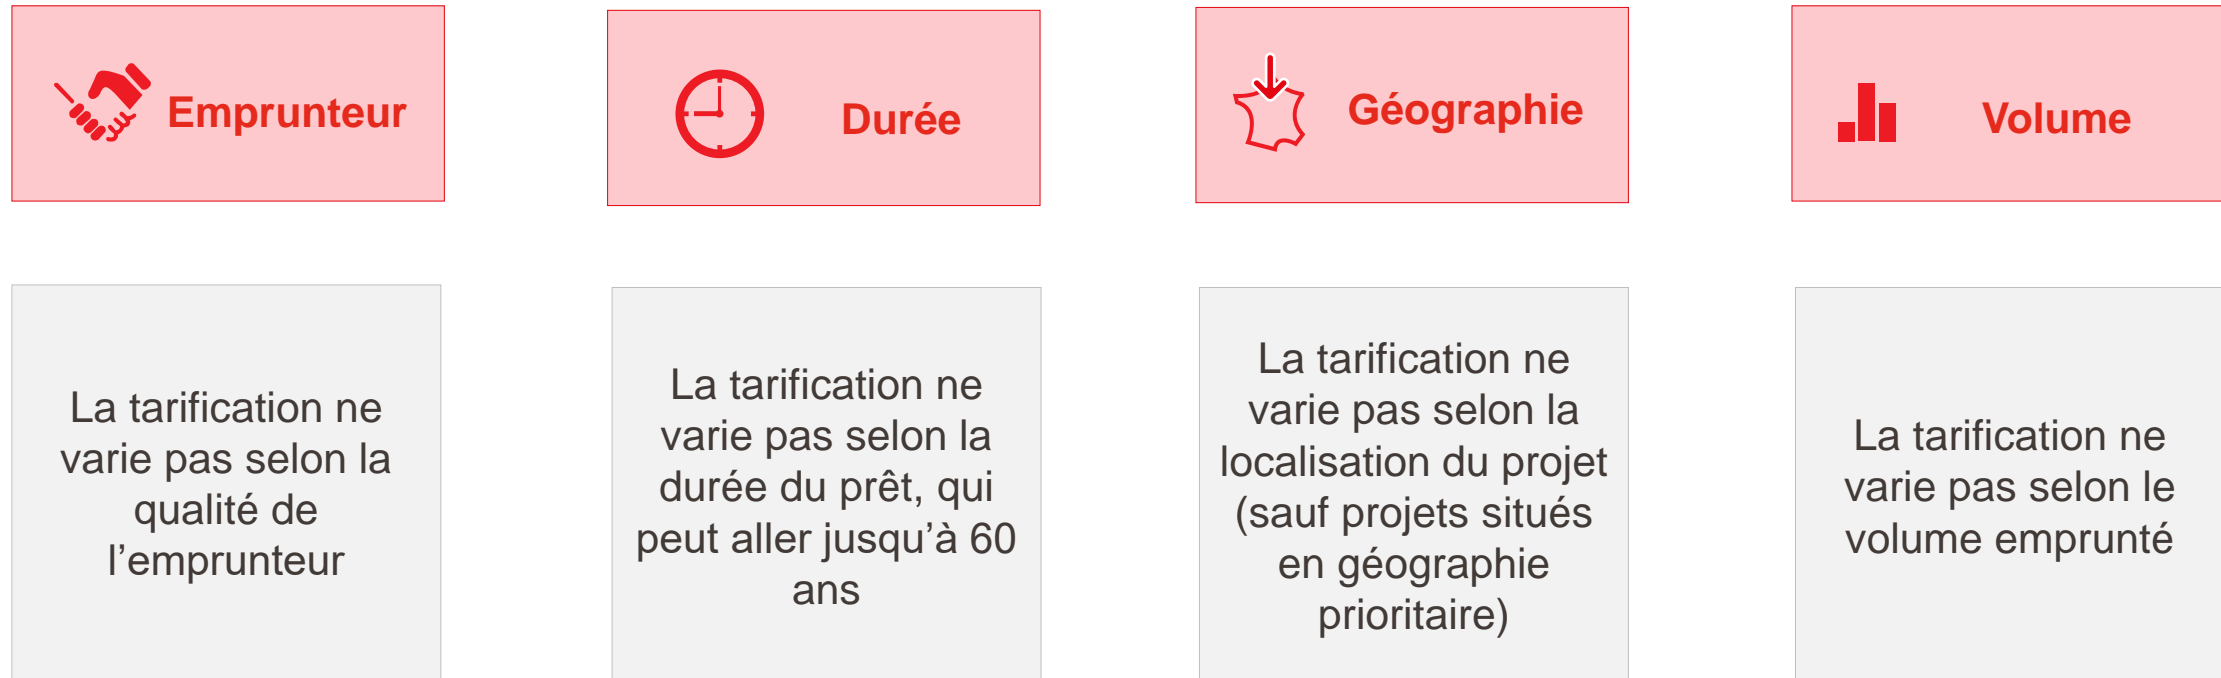 Emprunteur
Durée
Géographie
Volume
La tarification ne
varie pas selon la
qualité de
l’emprunteur
La tarification ne
varie pas selon la
durée du prêt, qui
peut aller jusqu’à 60
ans
La tarification ne
varie pas selon la
localisation du projet
(sauf projets situés
en géographie
prioritaire)
La tarification ne
varie pas selon le
volume emprunté